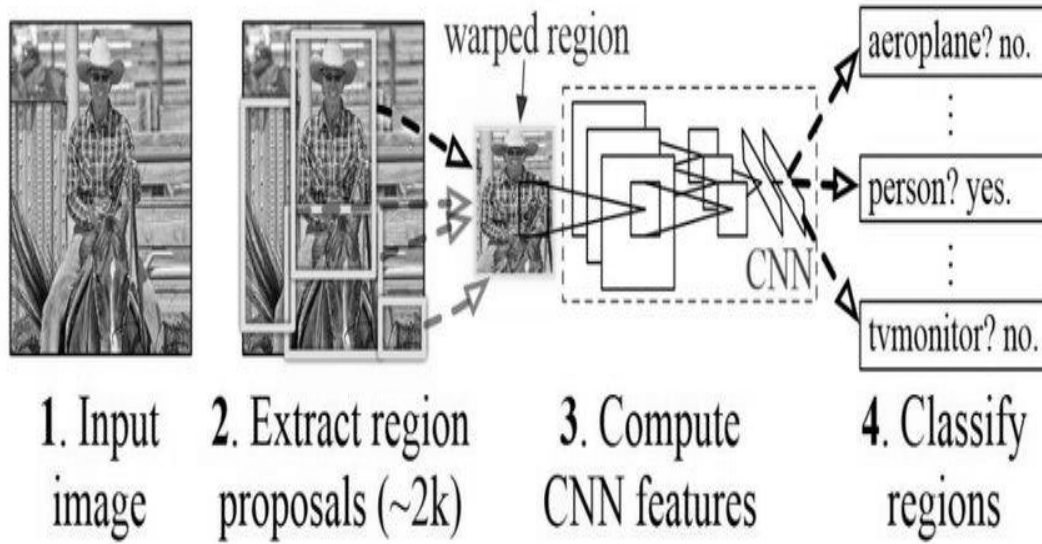 warped region
aeroplane? no.
person? yes.
CNN
tvmonitor? no.
1. Input
image
2. Extract region
proposals (~2k)
3. Compute
CNN features
4. Classify
regions